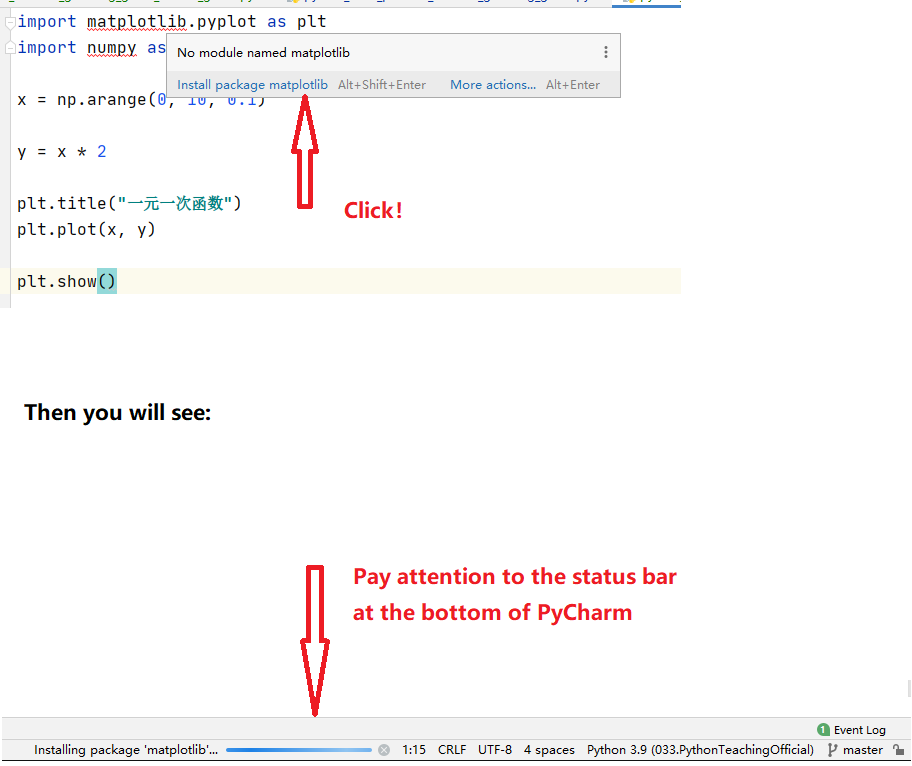 import matplotlib.pyplot as plt
import numpy as
No module named matplotlib
Install package matplotlib Alt+Shift+Enter More actions... Alt+Enter
x = np.arange(0, 10, 0.1)
y = x * 2
Click!
plt.title("一元一次函数")
plt.plot(x, y)
plt.show()
Then you will see:
Pay attention to the status bar
at the bottom of PyCharm
1 Event Log
Installing package 'matplotlib'... 1:15 CRLF UTF-8 4 spaces Python 3.9 (033.PythonTeachingOfficial) master